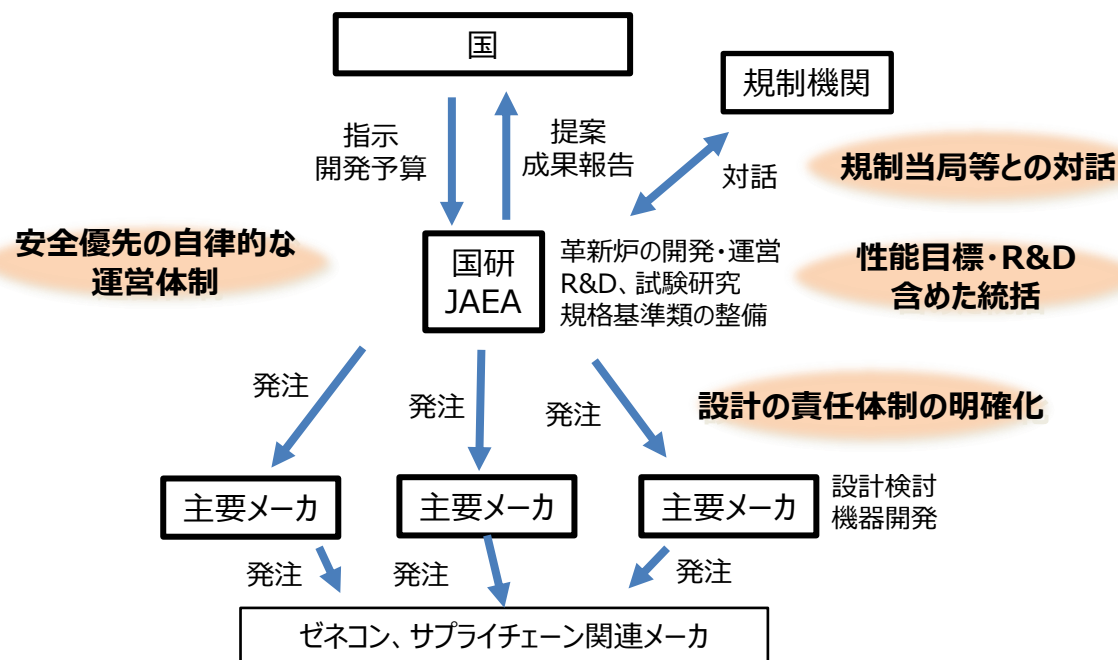 国
規制機関
指示
開発予算
提案
成果報告
対話
規制当局等との対話
安全優先の自律的な
運営体制
国研
JAEA
革新炉の開発・運営
R&D、試験研究
規格基準類の整備
性能目標・R&D
含めた統括
発注
発注
発注
設計の責任体制の明確化
主要メーカ
主要メーカ
主要メーカ
設計検討
機器開発
発注
発注
発注
ゼネコン、サプライチェーン関連メーカ